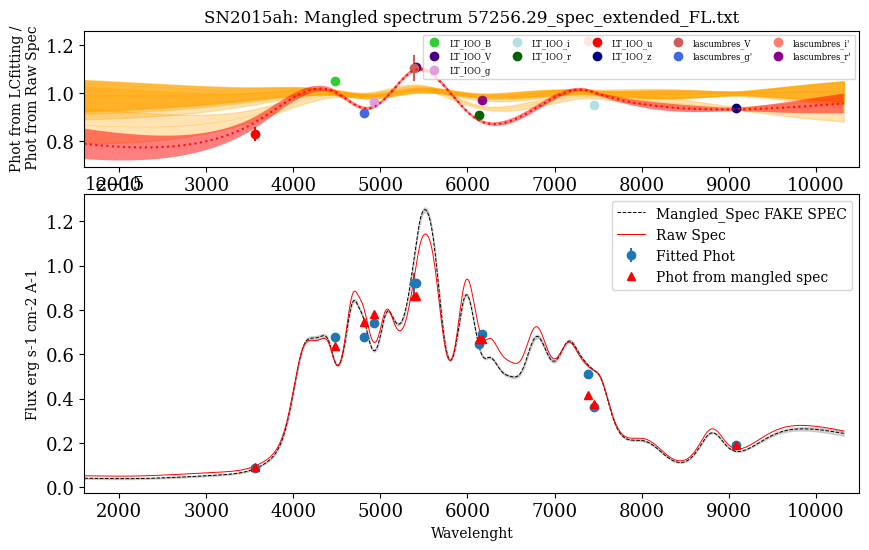 SN2015ah: Mangled spectrum 57256.29_spec_extended_FL.txt
Phot from LCfitting /
Phot from Raw Spec
1.2
1.0
0.8
LT_IOO_B
LT_IOO_V
LT_IOO_g
LT_IOO_i
LT_IOO_r
LT_IOO_u
LT_IOO_z
lascumbres_V
lascumbres_g'
lascumbres_i'
lascumbres_r'
2000 3000 4000 5000 6000 7000 8000 9000 10000
1e−15
Flux erg s-1 cm-2 A-1
1.2
1.0
0.8
0.6
0.4
0.2
0.0
Mangled_Spec FAKE SPEC
Raw Spec
Fitted Phot
Phot from mangled spec
2000 3000 4000 5000 6000 7000 8000 9000 10000
Wavelenght